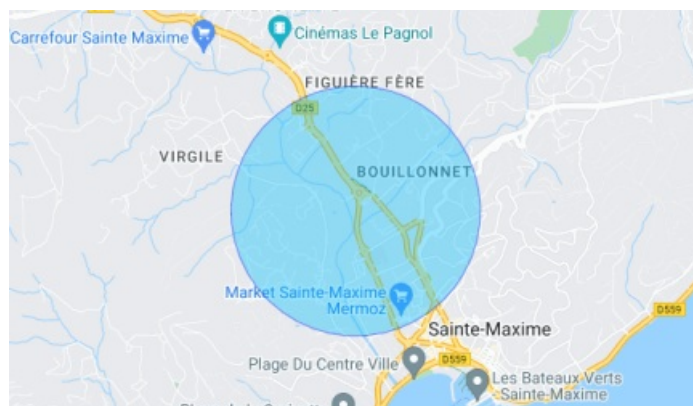 Cinémas Le Pagnol
Carrefour Sainte Maxime
FIGUIÈRE FÈRE
D25
VIRGILE
BOUILLONNET
Market Sainte-Maxime
Mermoz
D559
Sainte-Maxime
Plage Du Centre Ville
D559
Les Bateaux Verts
Sainte-Maxime